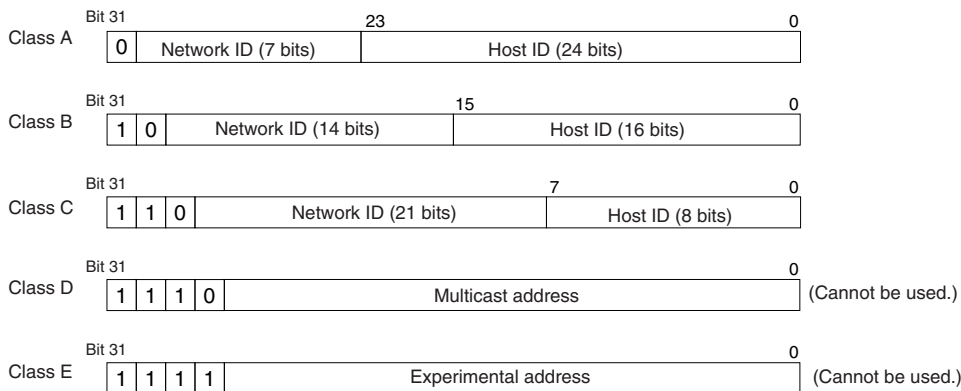 Bit 31 23 0
Class A 0 Network ID (7 bits) Host ID (24 bits)
Bit 31 15 0
Class B 1 0 Network ID (14 bits) Host ID (16 bits)
Bit 31 7 0
Class C 1 1 0 Network ID (21 bits) Host ID (8 bits)
Bit 31 0
Class D 1 1 1 0 Multicast address (Cannot be used.)
Bit 31 0
Class E 1 1 1 1 Experimental address (Cannot be used.)